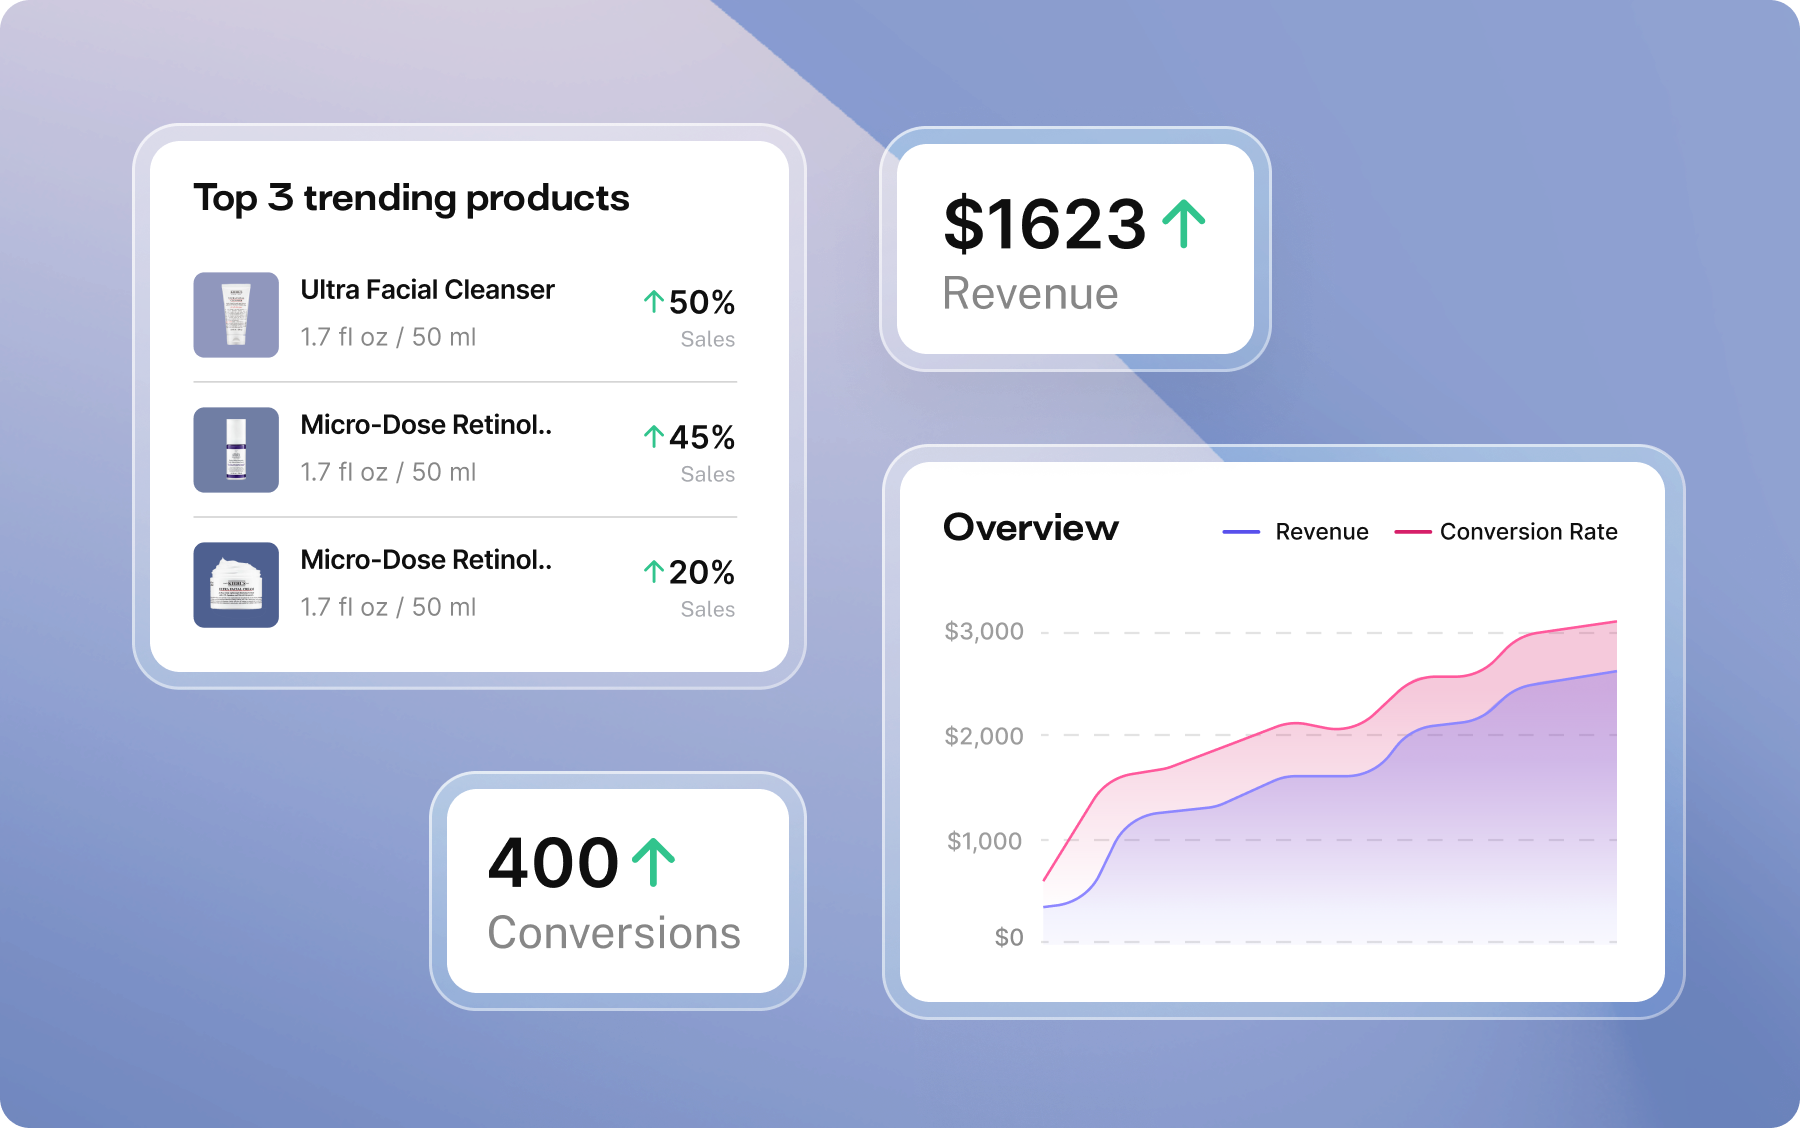 Top 3 trending products
Ultra Facial Cleanser
1.7 fl oz / 50 ml
50%
Sales
Micro-Dose Retinol..
1.7 fl oz / 50 ml
45%
Sales
Micro-Dose Retinol..
1.7 fl oz / 50 ml
20%
Sales
$1623
Revenue
400
Conversions
Overview
Revenue
Conversion Rate
$3,000
$2,000
$1,000
$0